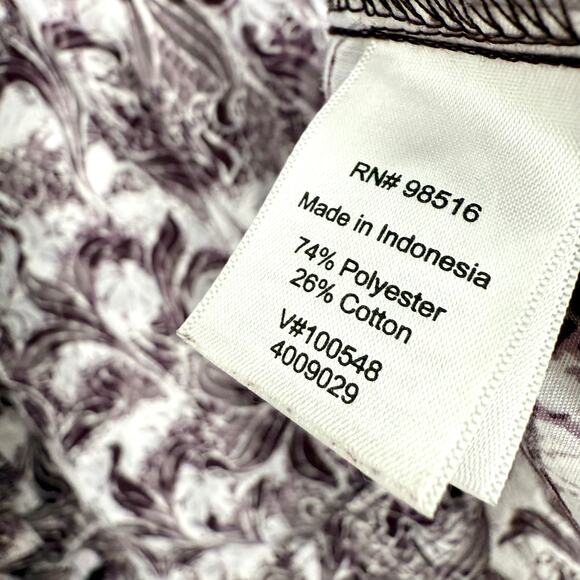 RN# 98516
Made in Indonesia
74% Polyester
26% Cotton
V#100548
4009029